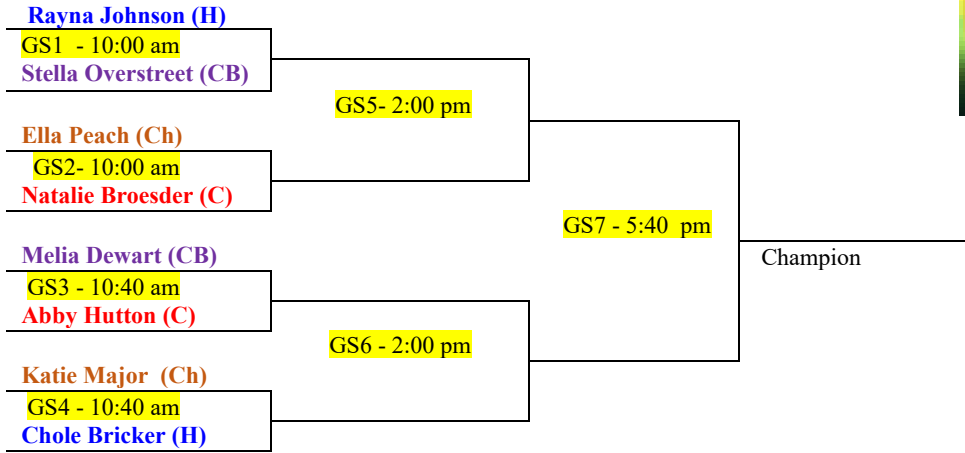 Rayna Johnson (H)
GS1  - 10:00 am
Stella Overstreet (CB)
GS5- 2:00 pm
Ella Peach (Ch)
GS2- 10:00 am
Natalie Broesder (C)
GS7 - 5:40  pm
Melia Dewart (CB)
Champion
GS3 - 10:40 am
Abby Hutton (C)
GS6 - 2:00 pm
Katie Major  (Ch)
GS4 - 10:40 am
Chole Bricker (H)